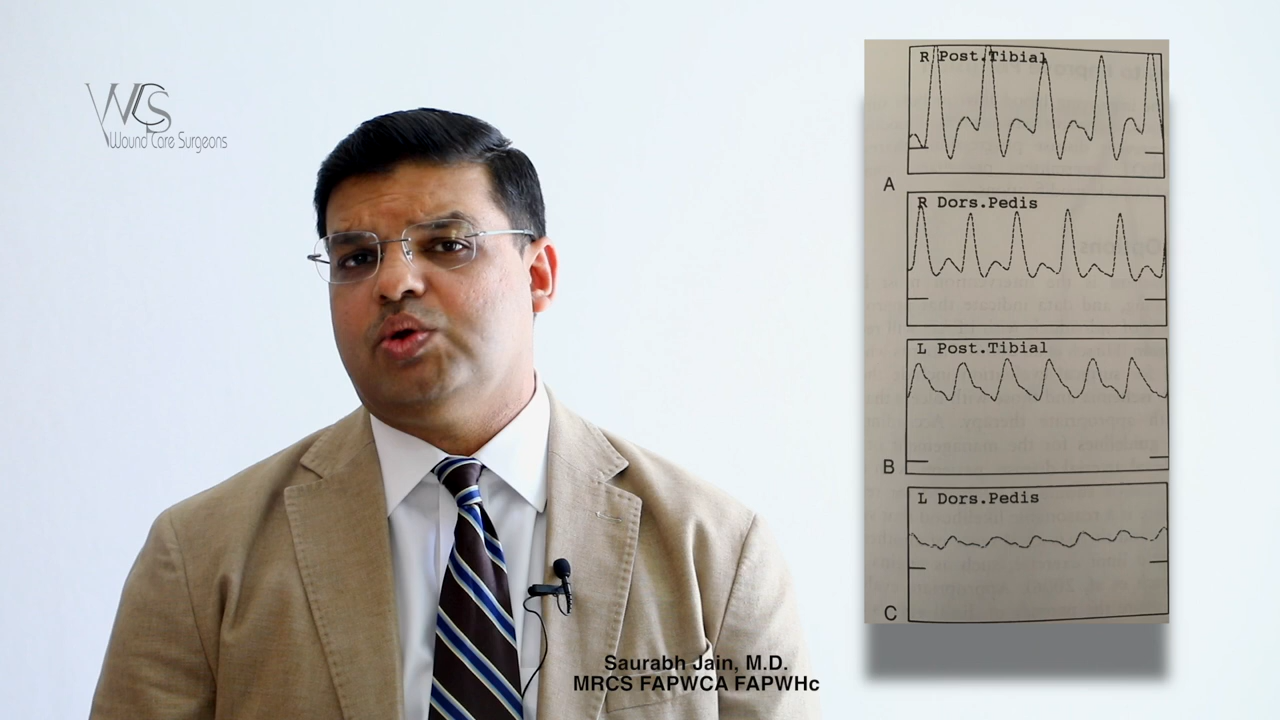 WCS
Wound Care Surgeons
R Post.Tibial
A
R Dors.Pedis
L Post.Tibial
B
L Dors.Pedis
C
Saurabh Jain, M.D.
MRCS FAPWCA FAPWHc